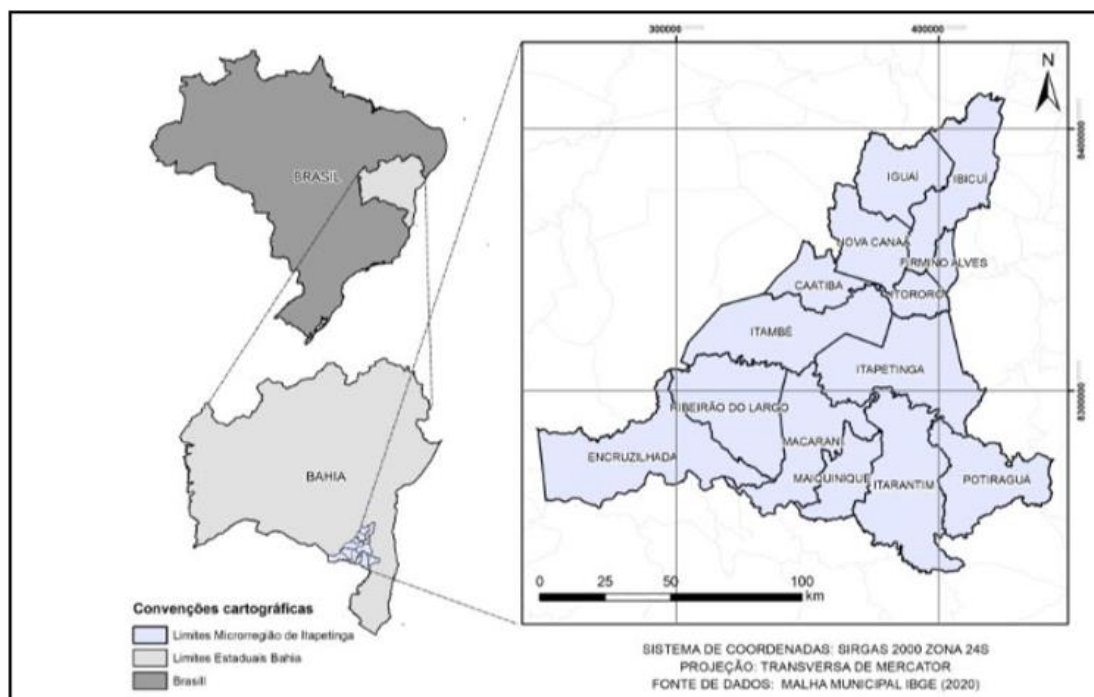 300000
400000
N
8400000
8300000
BRASIL
BAHIA
IGUAÍ
IBICUÍ
NOVA CANAÃ
FIRMINO ALVES
CAATIBA
ITORORO
ITAMBÉ
ITAPETINGA
RIBEIRÃO DO LARGO
MACARANI
ENCRUZILHADA
MAIQUINIQUE
ITARANTIM
POTIRAGUÁ
0 25 50 100
km
Convenções cartográficas
Limites Microrregião de Itapetinga
Limites Estaduais Bahia
Brasill
SISTEMA DE COORDENADAS: SIRGAS 2000 ZONA 24S
PROJEÇÃO: TRANSVERSA DE MERCATOR
FONTE DE DADOS: MALHA MUNICIPAL IBGE (2020)